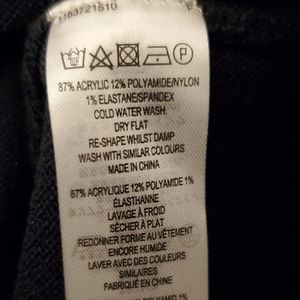 1163721510
P
87% ACRYLIC 12% POLYAMIDE/NYLON
1% ELASTANE/SPANDEX
COLD WATER WASH.
DRY FLAT
RE-SHAPE WHILST DAMP
WASH WITH SIMILAR COLOURS
MADE IN CHINA
87% ACRYLIQUE 12% POLYAMIDE 1%
ÉLASTHANNE
LAVAGE À FROID
SÉCHER À PLAT
REDONNER FORME AU VÊTEMENT
ENCORE HUMIDE
LAVER AVEC DES COULEURS
SIMILAIRES
FABRIQUÉ EN CHINE